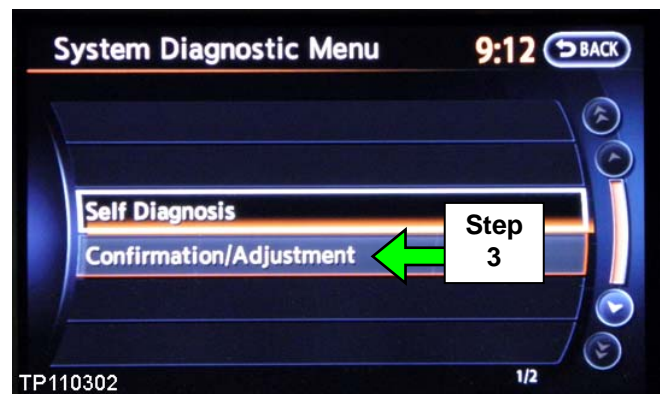 System Diagnostic Menu 9:12 BACK
Self Diagnosis
Confirmation/Adjustment
Step
3
1/2
TP110302